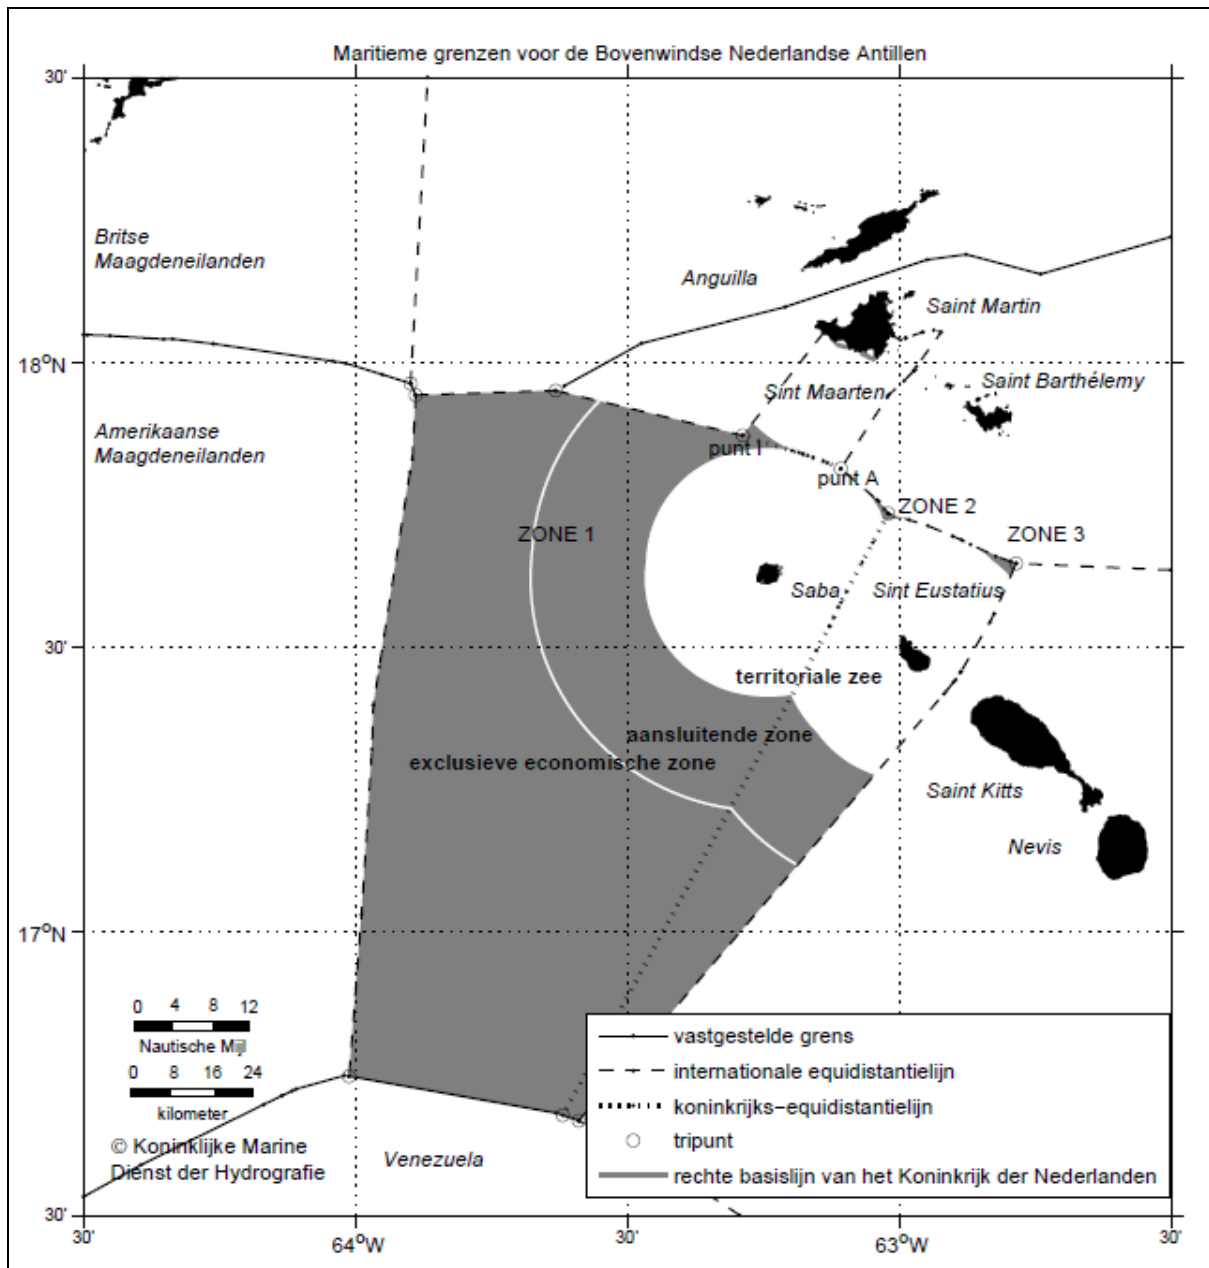 Maritieme grenzen voor de Bovenwindse Nederlandse Antillen
30'
Britse
Maagdeneilanden
Anguilla
Saint Martin
18°N
Sint Maarten
Saint Barthélemy
Amerikaanse
Maagdeneilanden
punt I
punt A
ZONE 1
ZONE 2
ZONE 3
Saba
Sint Eustatius
30'
territoriale zee
aansluitende zone
exclusieve economische zone
Saint Kitts
Nevis
17°N
0 4 8 12
Nautische Mijl
0 8 16 24
kilometer
© Koninklijke Marine
Dienst der Hydrografie
Venezuela
vastgestelde grens
internationale equidistantielijn
koninkrijks-equidistantielijn
tripunt
rechte basislijn van het Koninkrijk der Nederlanden
30'
30'
64°W
30'
63°W
30'